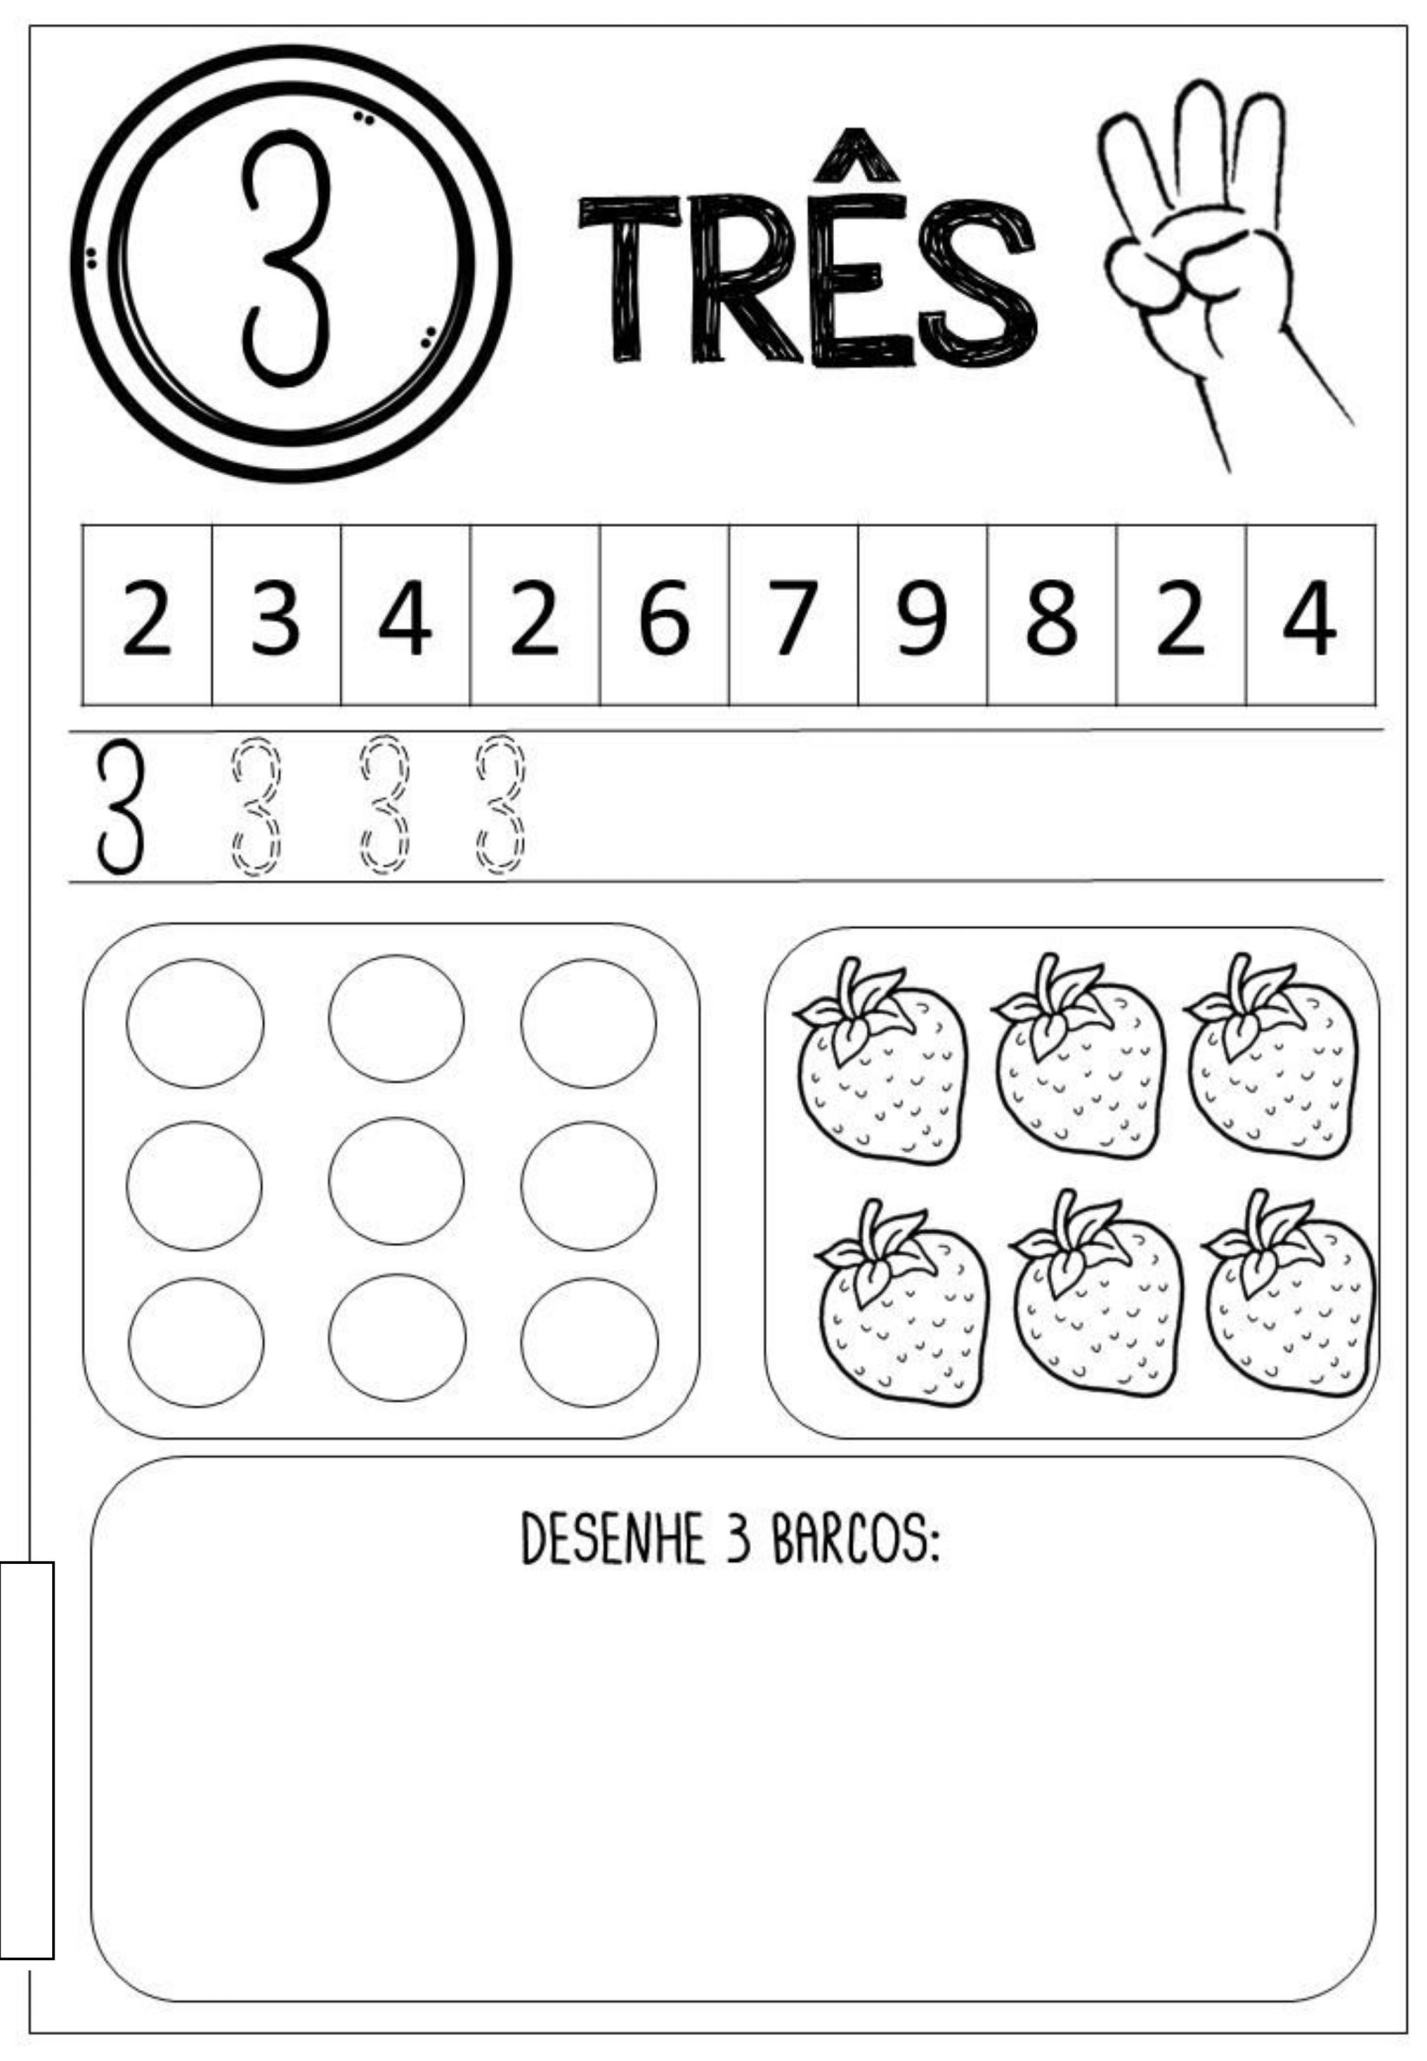 3
TRÊS
2 3 4 2 6 7 9 8 2 4
3 3 3 3
DESENHE 3 BARCOS: